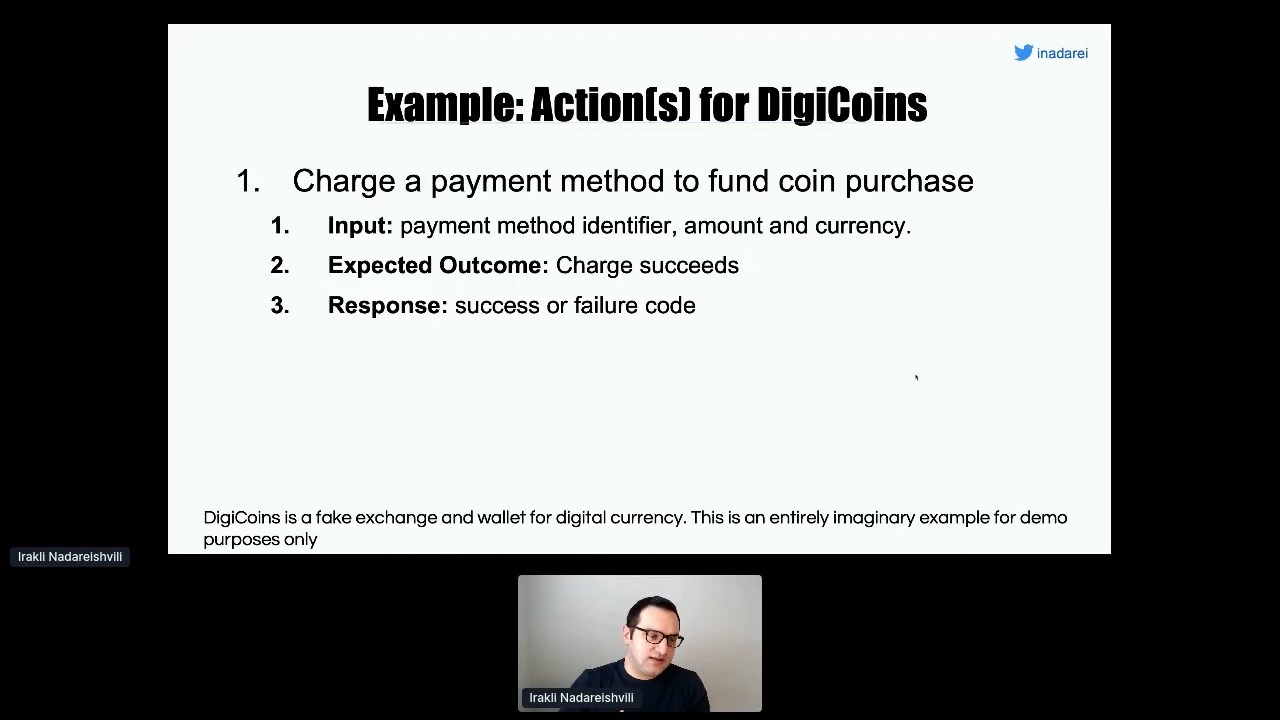 inadarei
Example: Action(s) for DigiCoins
1. Charge a payment method to fund coin purchase
1. Input: payment method identifier, amount and currency.
2. Expected Outcome: Charge succeeds
3. Response: success or failure code
DigiCoins is a fake exchange and wallet for digital currency. This is an entirely imaginary example for demo
purposes only
Irakli Nadareishvili
Irakli Nadareishvili